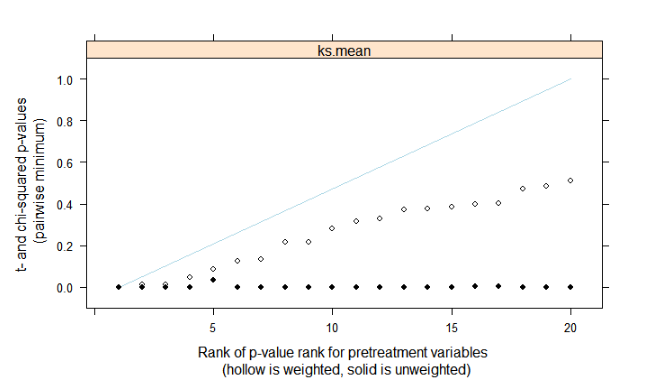 ks.mean
t- and chi-squared p-values
(pairwise minimum)
1.0
0.8
0.6
0.4
0.2
0.0
5
10
15
20
Rank of p-value rank for pretreatment variables
(hollow is weighted, solid is unweighted)